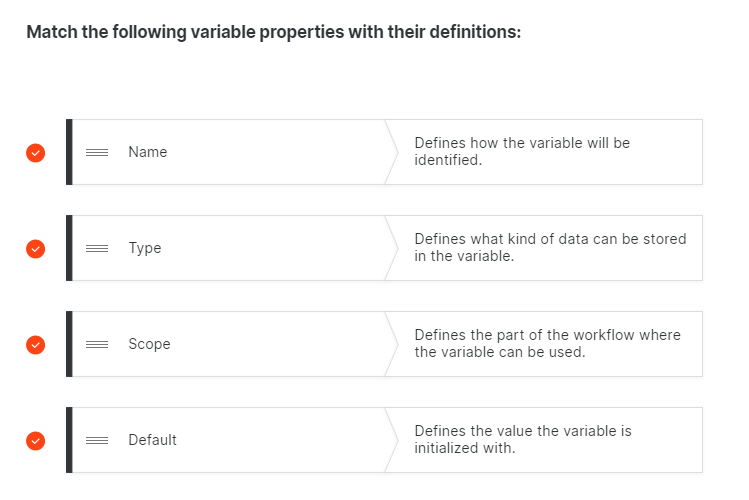 Match the following variable properties with their definitions:
Name
Defines how the variable will be
identified.
Type
Defines what kind of data can be stored
in the variable.
Scope
Defines the part of the workflow where
the variable can be used.
Default
Defines the value the variable is
initialized with.